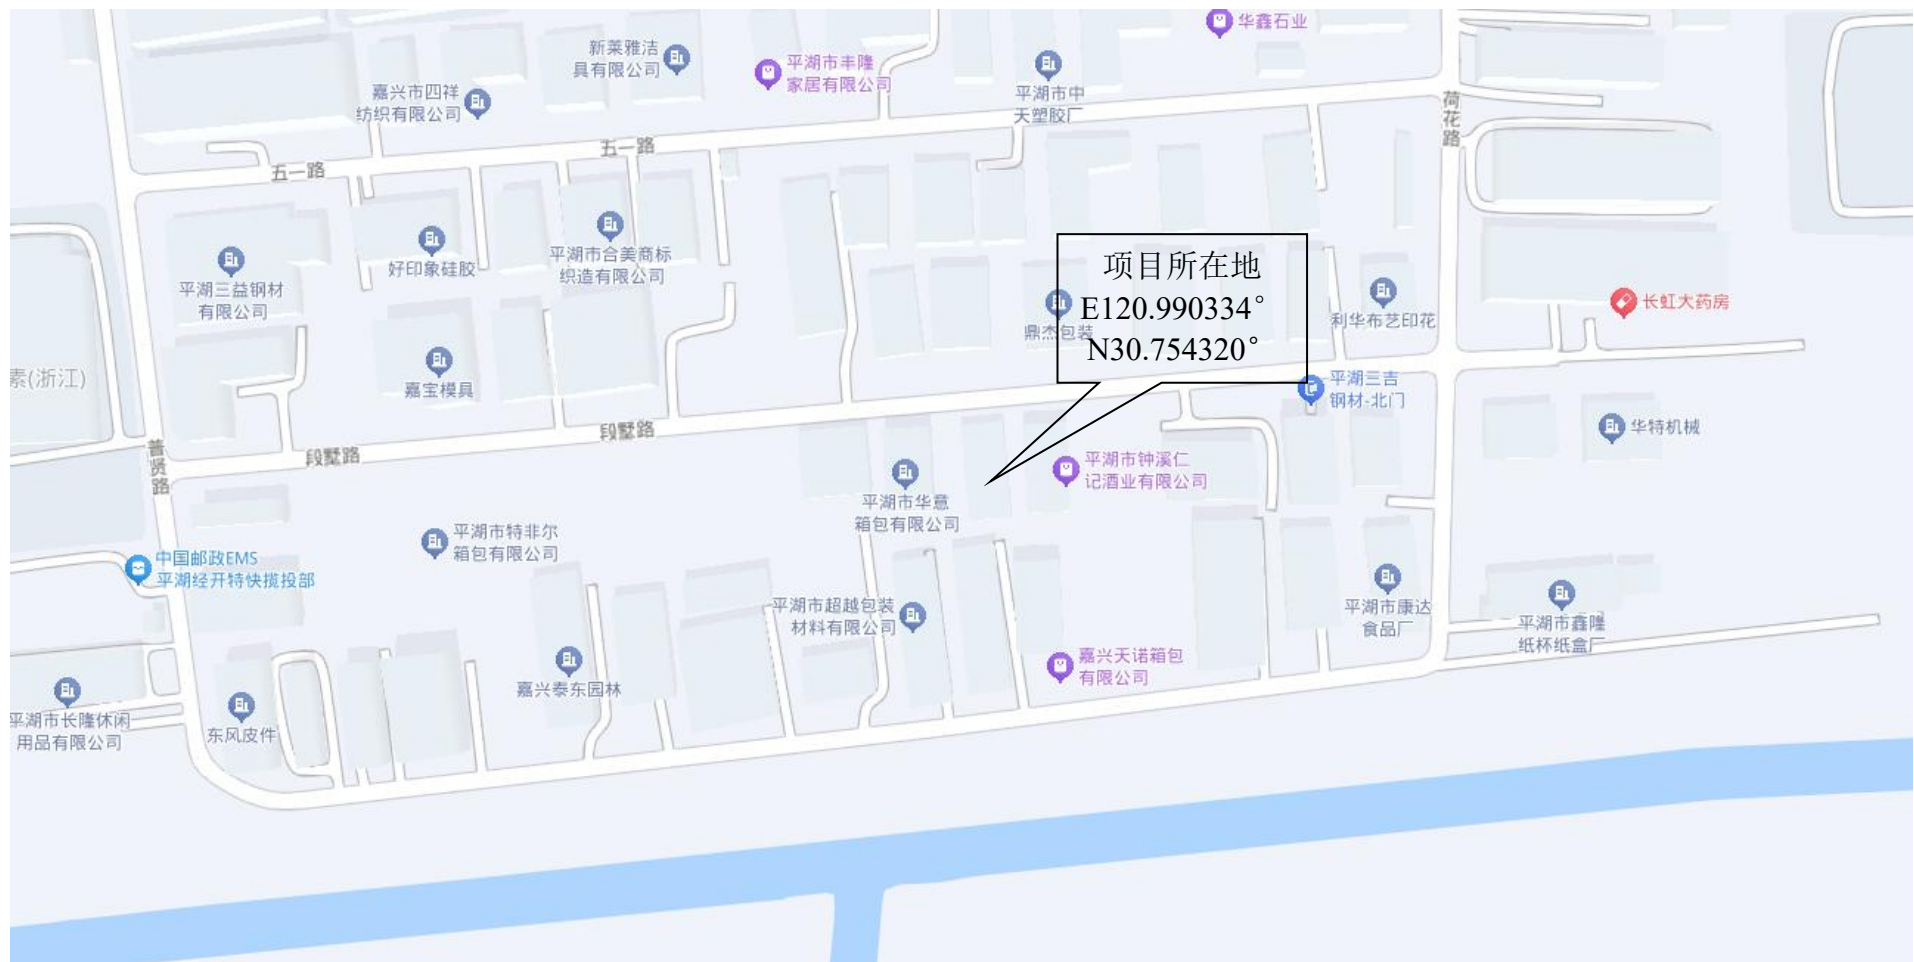 华鑫石业
新莱雅洁
具有限公司
平湖市丰隆
家居有限公司
嘉兴市四祥
纺织有限公司
平湖市中
天塑胶厂
荷花路
五一路
五一路
平湖三益钢材
有限公司
好印象硅胶
平湖市合美商标
织造有限公司
项目所在地
E120.990334°
N30.754320°
鼎杰包装
利华布艺印花
长虹大药房
素(浙江)
嘉宝模具
平湖三吉
钢材-北门
华特机械
普贤路
段墅路
段墅路
平湖市钟溪仁
记酒业有限公司
平湖市华意
箱包有限公司
平湖市特非尔
箱包有限公司
中国邮政EMS
平湖经开特快揽投部
平湖市超越包装
材料有限公司
平湖市康达
食品厂
平湖市鑫隆
纸杯纸盒厂
嘉兴泰东园林
嘉兴天诺箱包
有限公司
平湖市长隆休闲
用品有限公司
东风皮件